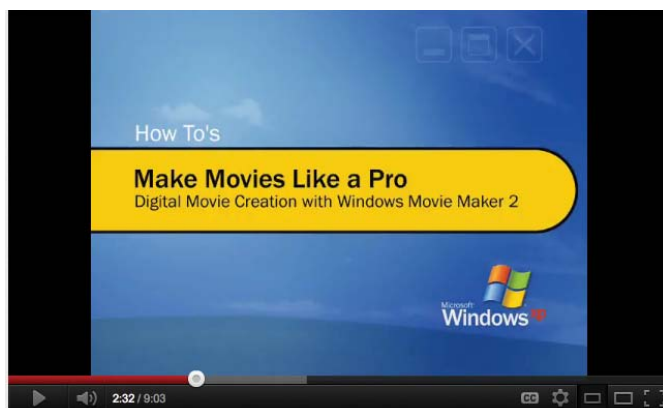 How To's
Make Movies Like a Pro
Digital Movie Creation with Windows Movie Maker 2
Microsoft
Windows xp
2:32 / 9:03
CC